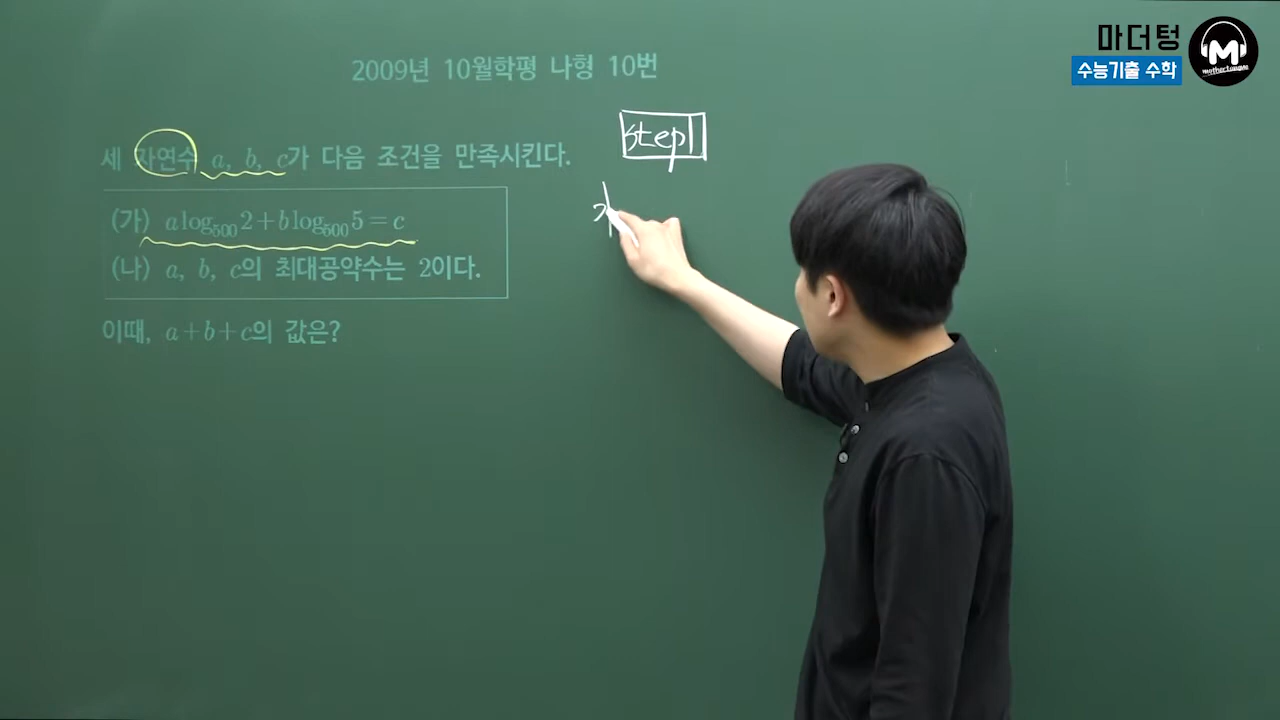 마더텅
수능기출 수학
M
mothertongue
2009년 10월학평 나형 10번
step1
세 자연수 a, b, c가 다음 조건을 만족시킨다.
(가) a log₅₀₀ 2 + b log₅₀₀ 5 = c
(나) a, b, c의 최대공약수는 2이다.
이때, a+b+c의 값은?